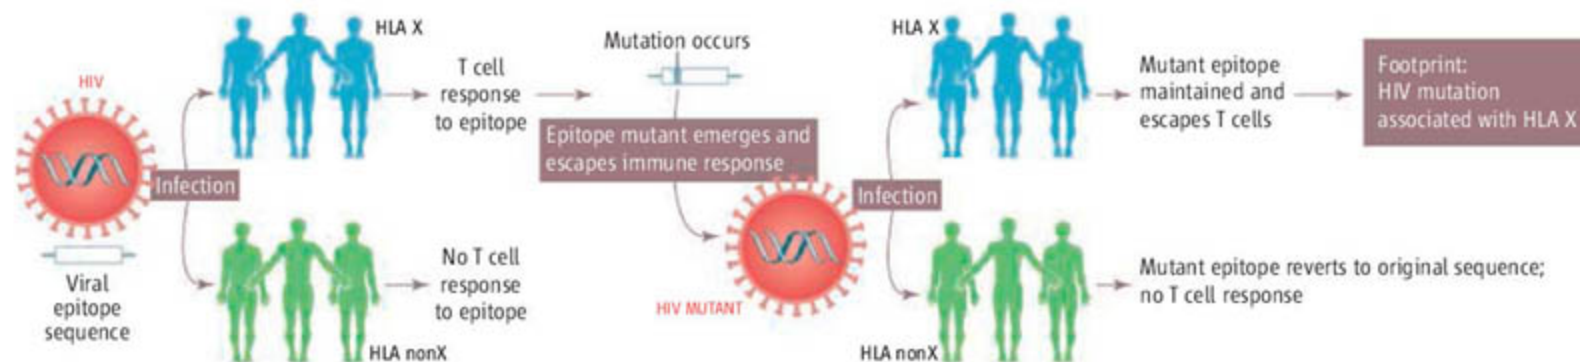 HIV
Viral
epitope
sequence
Infection
HLA X
T cell
response
to epitope
HLA nonX
No T cell
response
to epitope
Mutation occurs
Epitope mutant emerges and
escapes immune response
HIV MUTANT
Infection
HLA X
Mutant epitope
maintained and
escapes T cells
Footprint:
HIV mutation
associated with HLA X
HLA nonX
Mutant epitope reverts to original sequence;
no T cell response